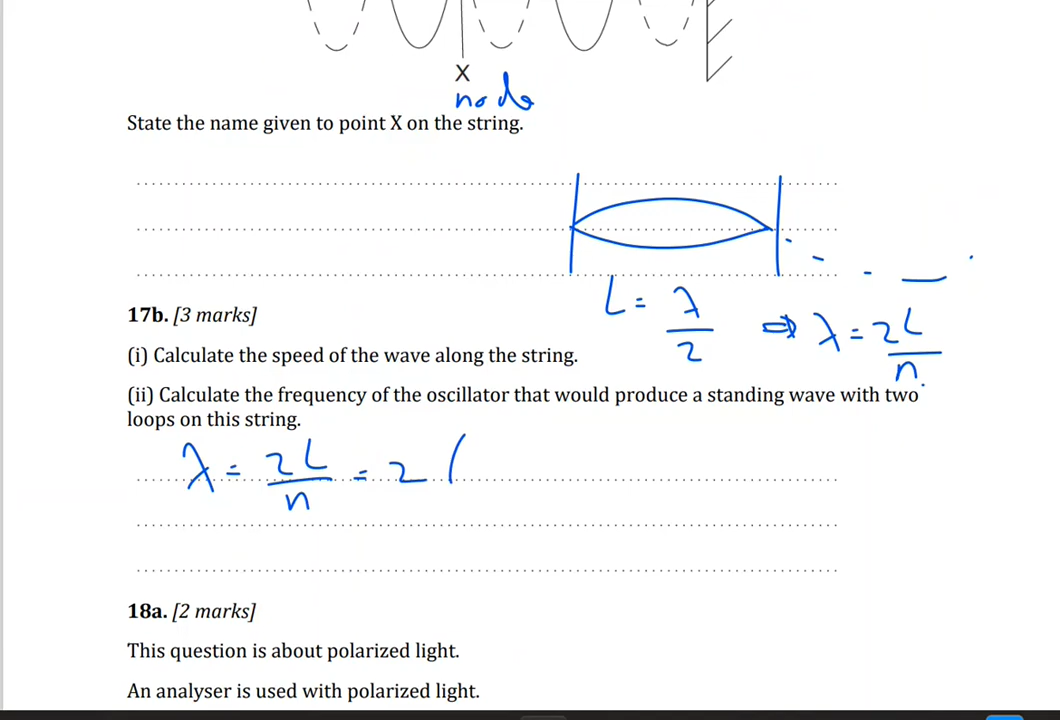 X
node
State the name given to point X on the string.
L = λ/2 ⇒ λ = 2L/n
17b. [3 marks]
(i) Calculate the speed of the wave along the string.
(ii) Calculate the frequency of the oscillator that would produce a standing wave with two
loops on this string.
λ = 2L/n = 2 (
18a. [2 marks]
This question is about polarized light.
An analyser is used with polarized light.